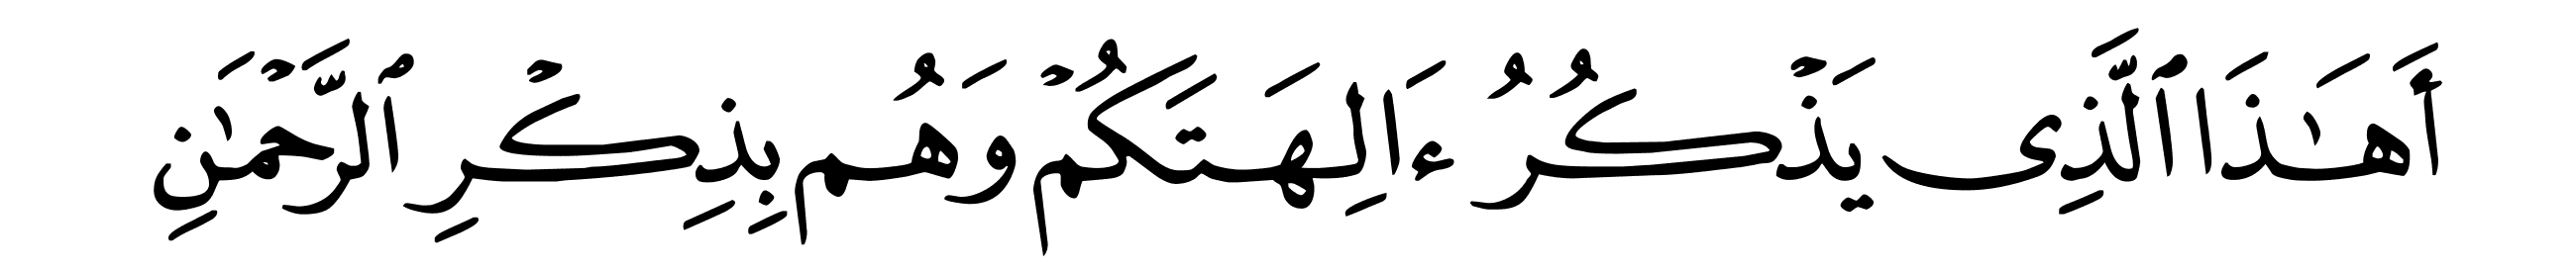 أَهَـٰذَا ٱلَّذِى يَذْكُرُ ءَالِهَتَكُمْ وَهُم بِذِكْرِ ٱلرَّحْمَـٰنِ